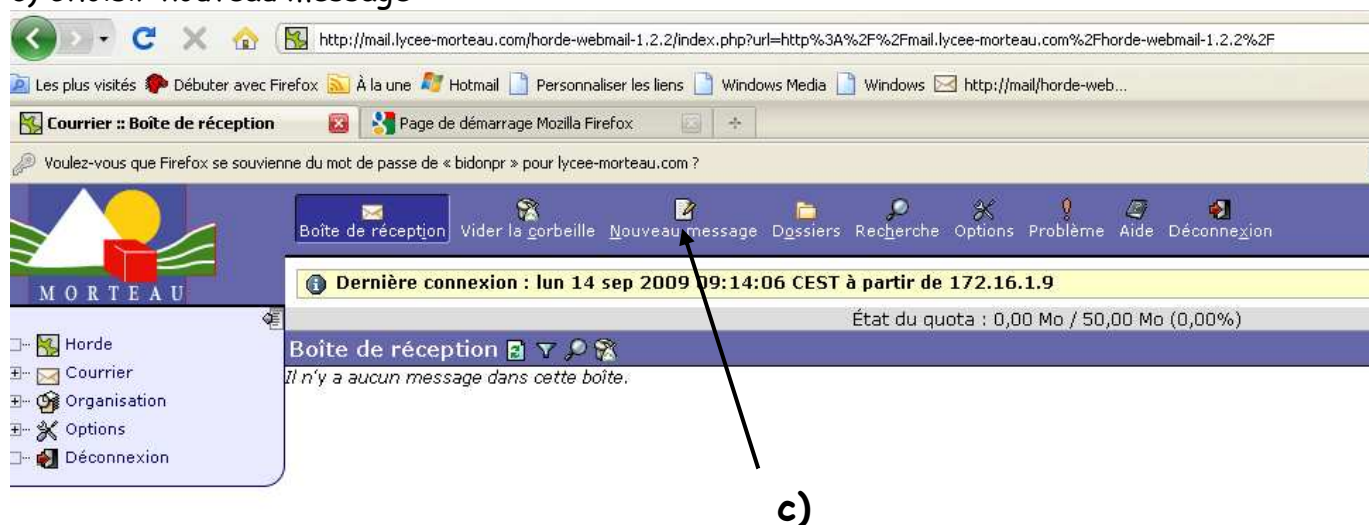 c) Choisir nouveau message
http://mail.lycee-morteau.com/horde-webmail-1.2.2/index.php?url=http%3A%2F%2Fmail.lycee-morteau.com%2Fhorde-webmail-1.2.2%2F
Les plus visités Débuter avec Firefox À la une Hotmail Personnaliser les liens Windows Media Windows http://mail/horde-web...
Courrier :: Boîte de réception Page de démarrage Mozilla Firefox
Voulez-vous que Firefox se souvienne du mot de passe de « bidonpr » pour lycee-morteau.com ?
Boîte de réception Vider la corbeille Nouveau message Dossiers Recherche Options Problème Aide Déconnexion
MORTEAU
Dernière connexion : lun 14 sep 2009 09:14:06 CEST à partir de 172.16.1.9
État du quota : 0,00 Mo / 50,00 Mo (0,00%)
Horde
Courrier
Organisation
Options
Déconnexion
Boîte de réception
Il n'y a aucun message dans cette boîte.
c)